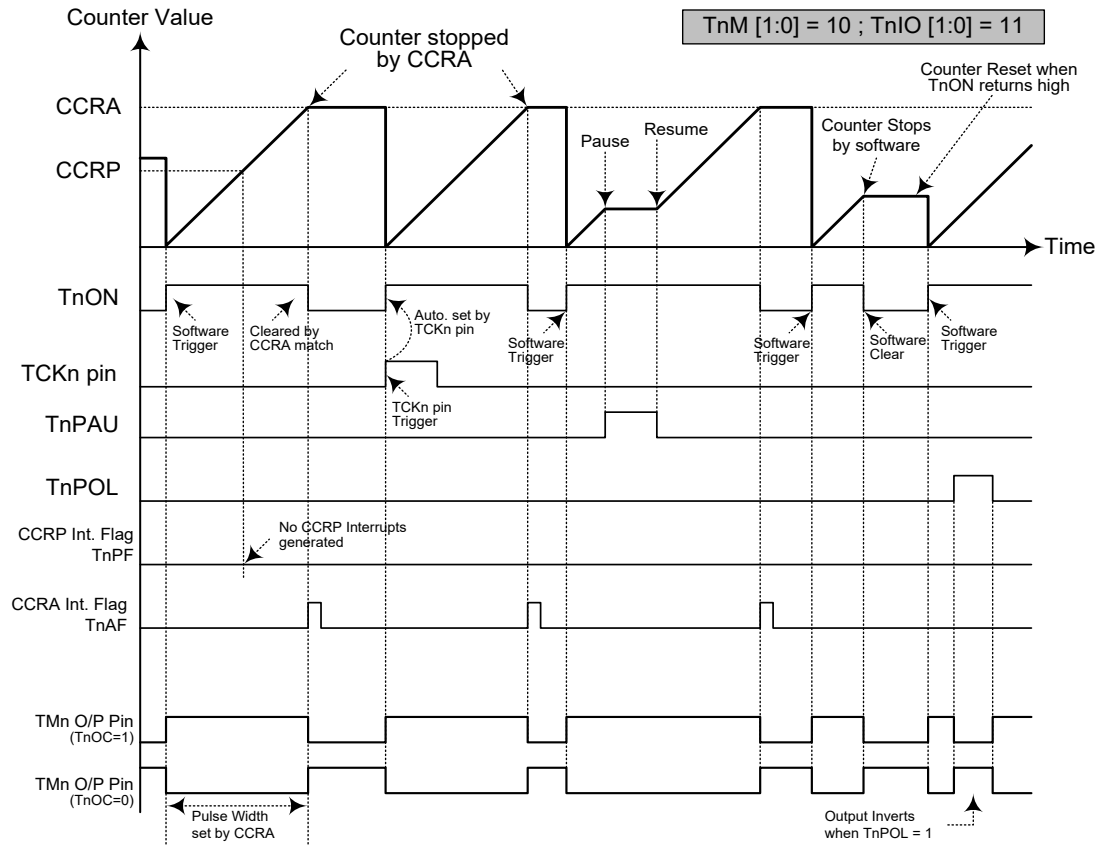 Counter Value
TnM [1:0] = 10 ; TnIO [1:0] = 11
Counter stopped
by CCRA
Counter Reset when
TnON returns high
CCRA
Pause
Resume
Counter Stops
by software
CCRP
Time
TnON
Software
Trigger
Cleared by
CCRA match
Auto. set by
TCKn pin
Software
Trigger
Software
Trigger
Software
Clear
Software
Trigger
TCKn pin
TCKn pin
Trigger
TnPAU
TnPOL
CCRP Int. Flag
TnPF
No CCRP Interrupts
generated
CCRA Int. Flag
TnAF
TMn O/P Pin
(TnOC=1)
TMn O/P Pin
(TnOC=0)
Pulse Width
set by CCRA
Output Inverts
when TnPOL = 1